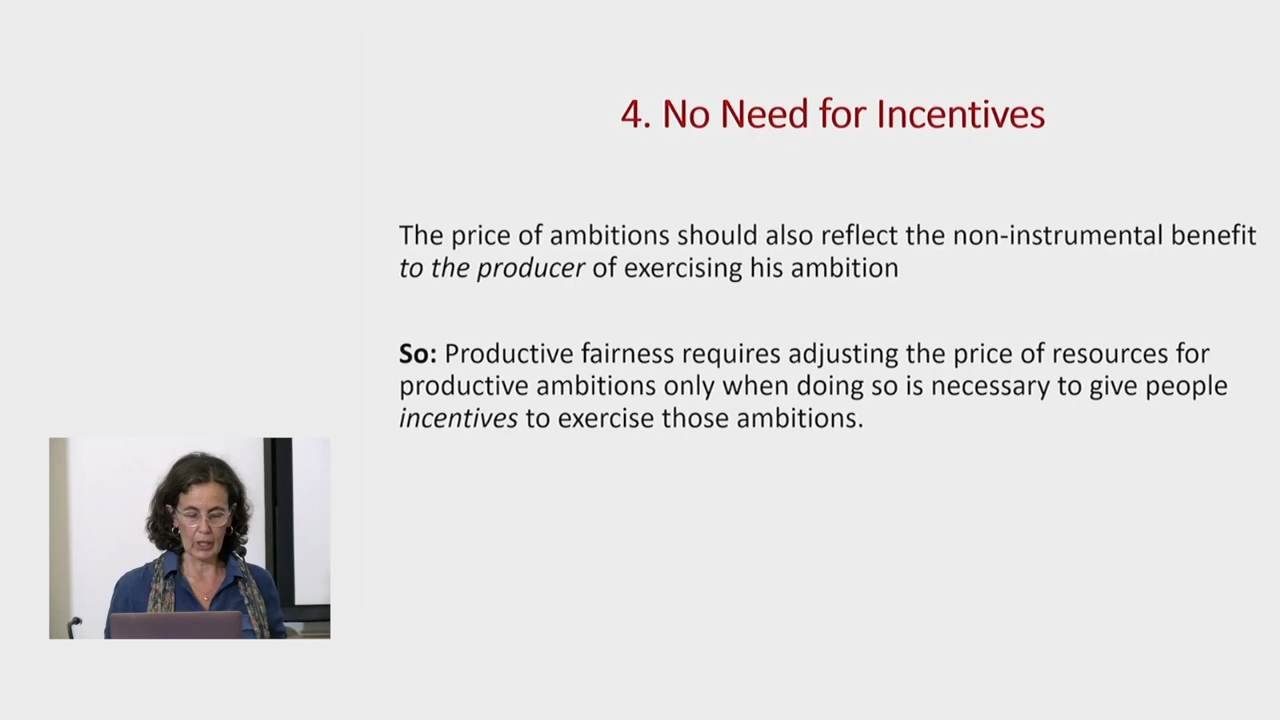 4. No Need for Incentives
The price of ambitions should also reflect the non-instrumental benefit
to the producer of exercising his ambition
So: Productive fairness requires adjusting the price of resources for
productive ambitions only when doing so is necessary to give people
incentives to exercise those ambitions.